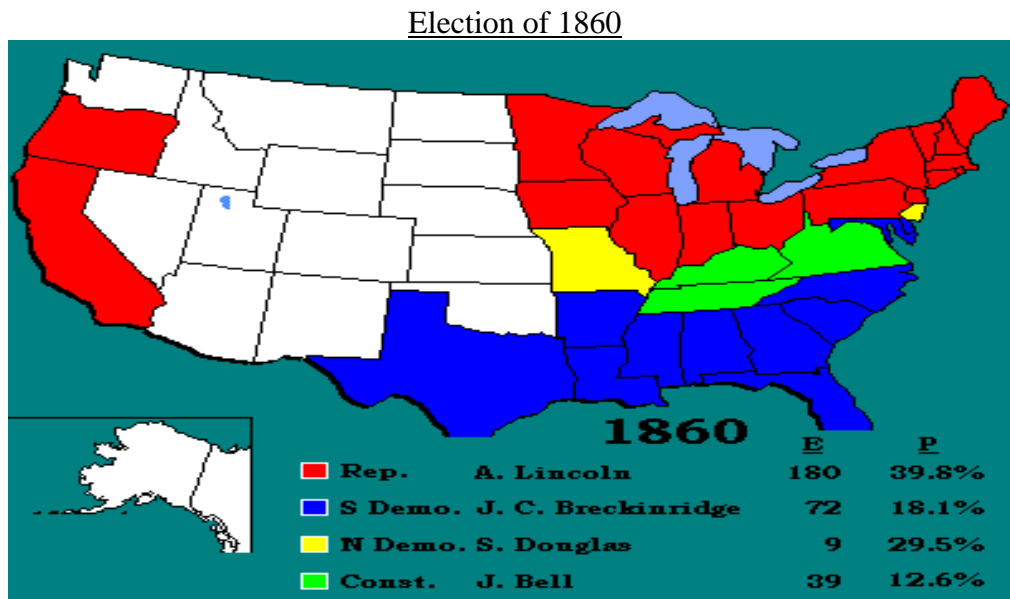 Election of 1860
1860 E P
Rep. A. Lincoln 180 39.8%
S Demo. J. C. Breckinridge 72 18.1%
N Demo. S. Douglas 9 29.5%
Const. J. Bell 39 12.6%